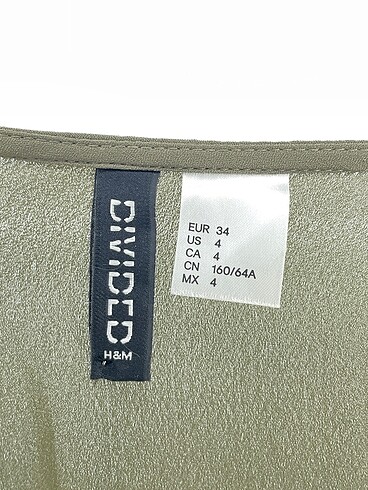 DIVIDED
H&M
EUR 34
US 4
CA 4
CN 160/64A
MX 4